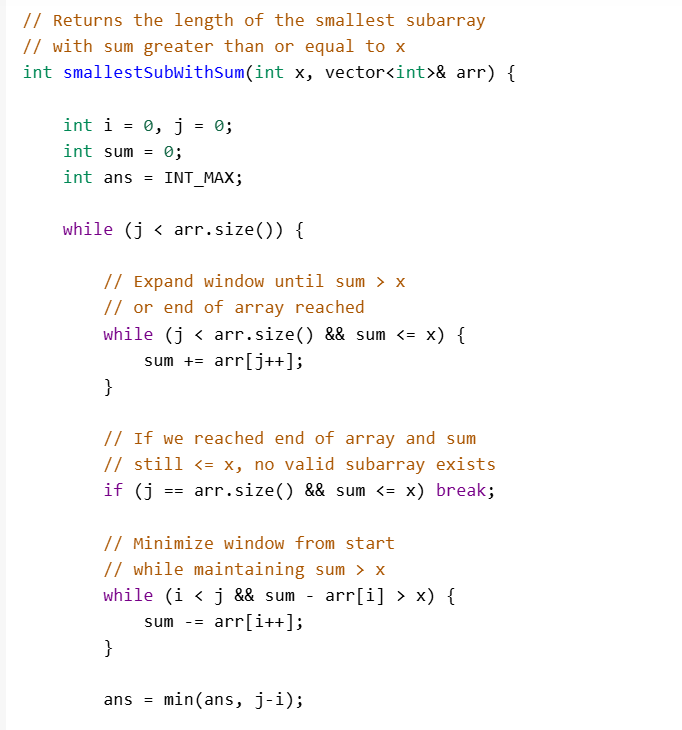 // Returns the length of the smallest subarray
// with sum greater than or equal to x
int smallestSubWithSum(int x, vector<int>& arr) {
int i = 0, j = 0;
int sum = 0;
int ans = INT_MAX;
while (j < arr.size()) {
// Expand window until sum > x
// or end of array reached
while (j < arr.size() && sum <= x) {
sum += arr[j++];
}
// If we reached end of array and sum
// still <= x, no valid subarray exists
if (j == arr.size() && sum <= x) break;
// Minimize window from start
// while maintaining sum > x
while (i < j && sum - arr[i] > x) {
sum -= arr[i++];
}
ans = min(ans, j-i);